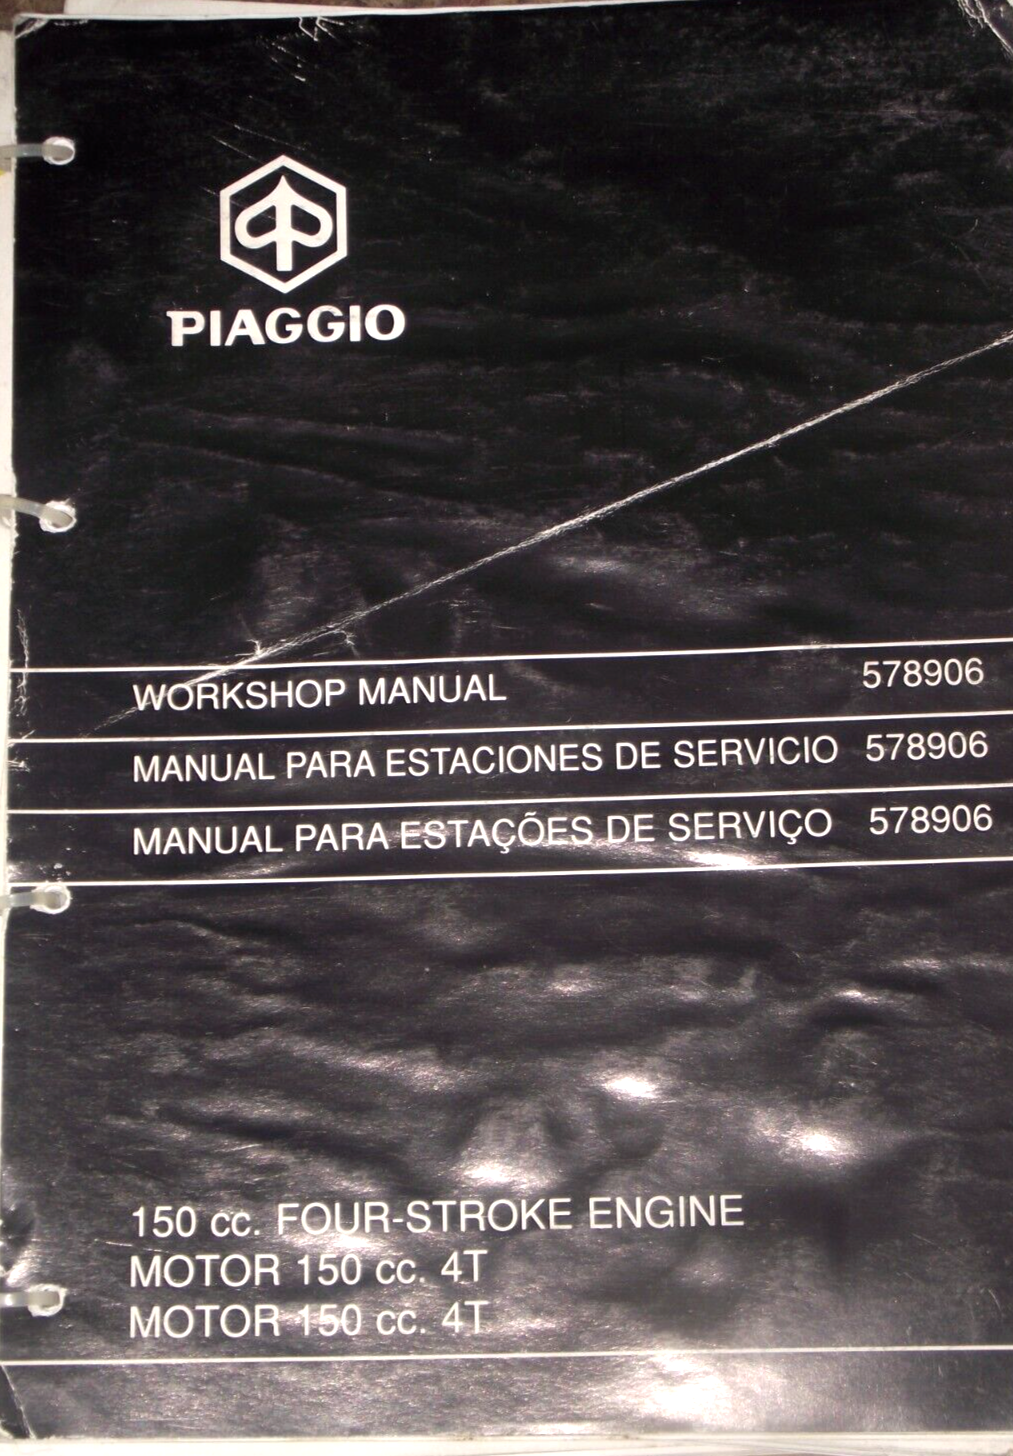 PIAGGIO
WORKSHOP MANUAL 578906
MANUAL PARA ESTACIONES DE SERVICIO 578906
MANUAL PARA ESTAÇÕES DE SERVIÇO 578906
150 cc. FOUR-STROKE ENGINE
MOTOR 150 cc. 4T
MOTOR 150 cc. 4T